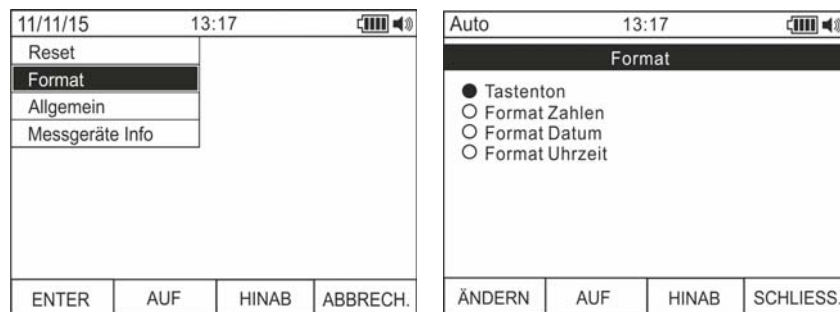 11/11/15 13:17
Reset
Format
Allgemein
Messgeräte Info
ENTER AUF HINAB ABBRECH.
Auto 13:17
Format
Tastenton
Format Zahlen
Format Datum
Format Uhrzeit
ÄNDERN AUF HINAB SCHLIESS.